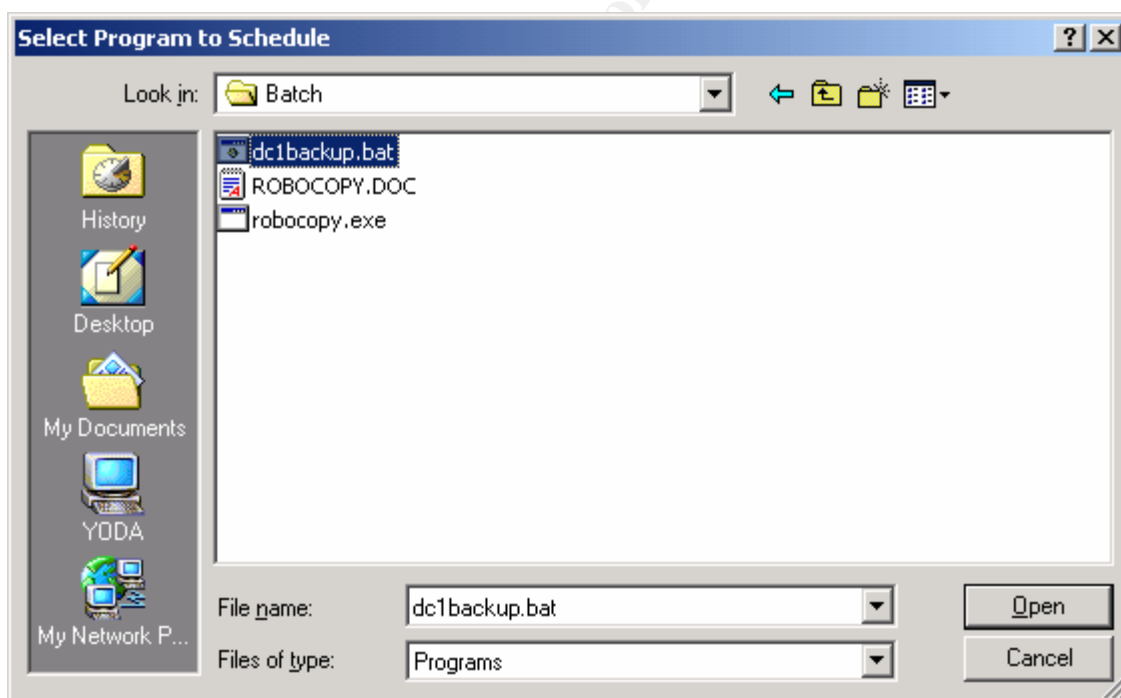 Select Program to Schedule
Look in: Batch
dc1backup.bat
ROBOCOPY.DOC
robocopy.exe
History
Desktop
My Documents
YODA
My Network P...
File name: dc1backup.bat
Open
Files of type: Programs
Cancel